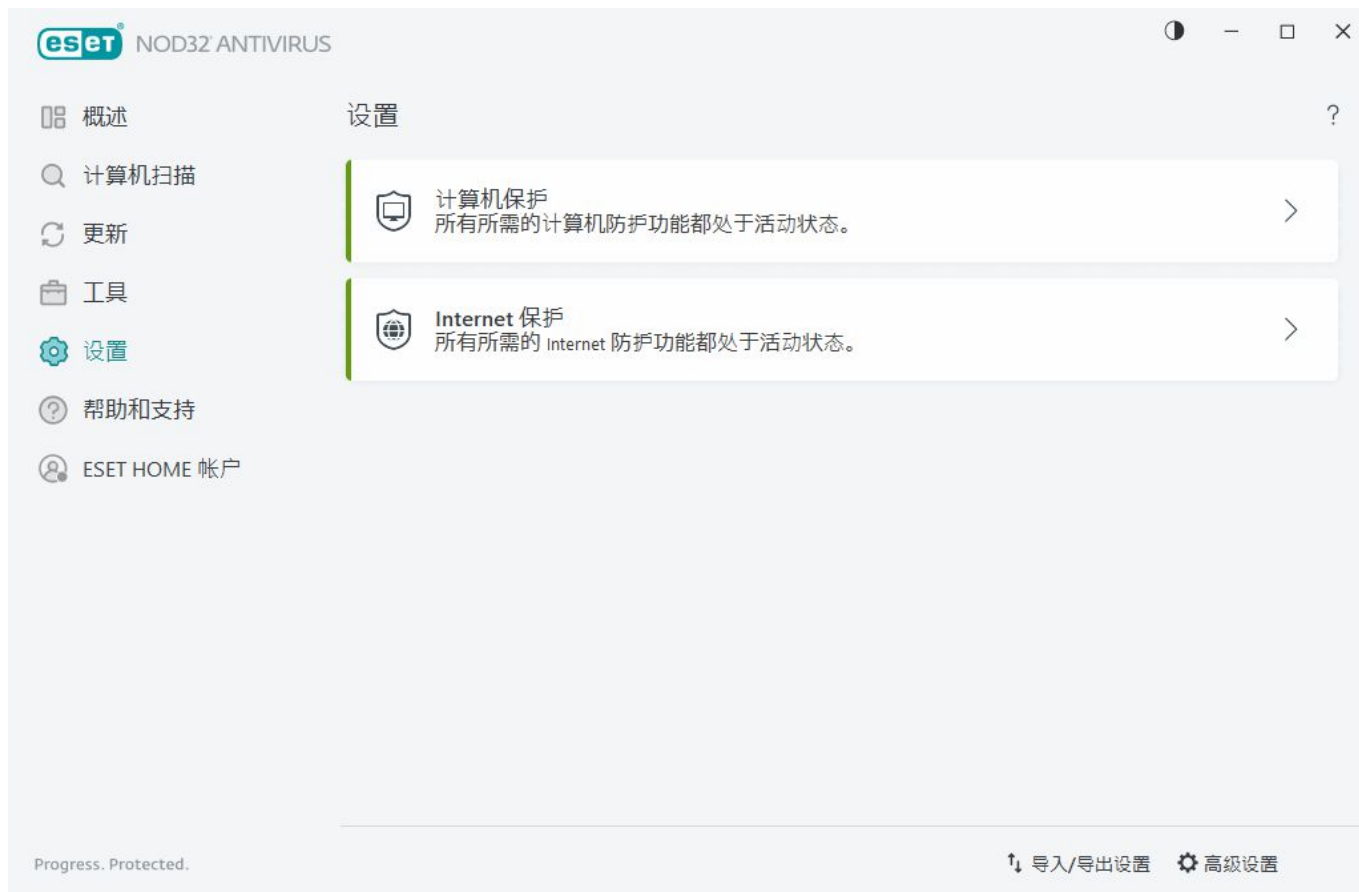 eset® NOD32® ANTIVIRUS
概述
计算机扫描
更新
工具
设置
帮助和支持
ESET HOME 帐户
Progress. Protected.
设置
?
计算机保护
所有所需的计算机防护功能都处于活动状态。
Internet 保护
所有所需的 Internet 防护功能都处于活动状态。
导入/导出设置
高级设置